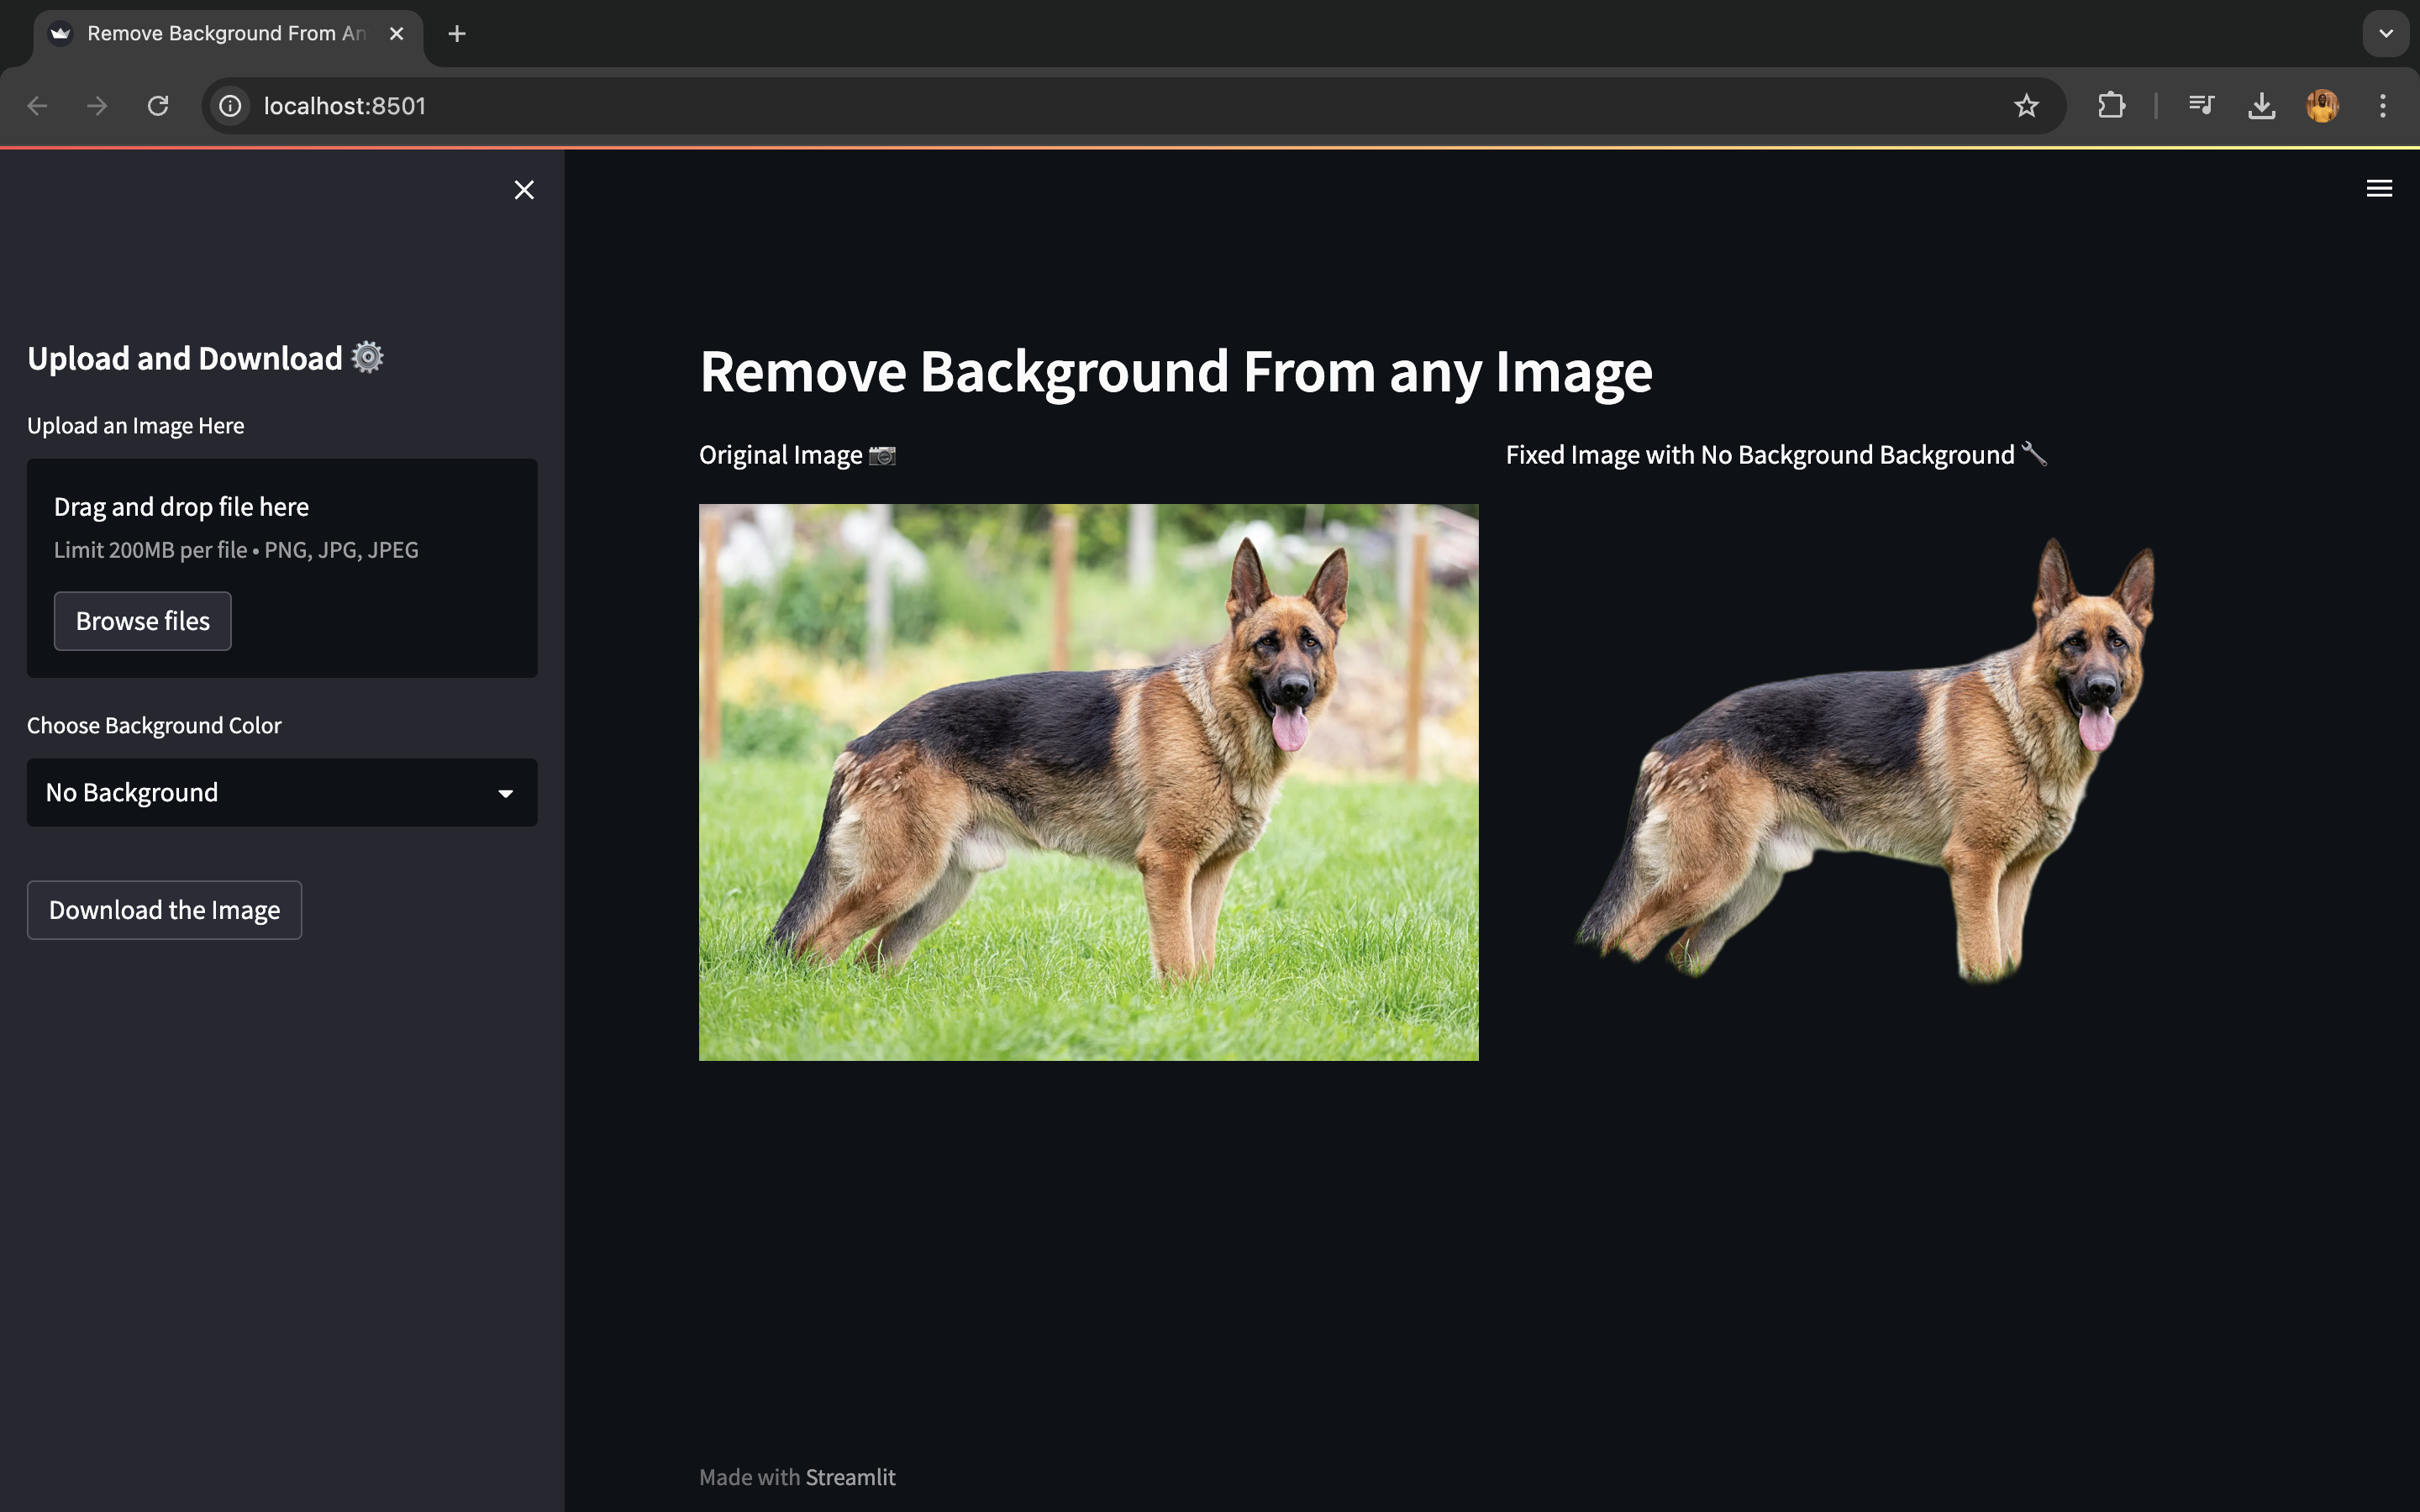 Remove Background From An
localhost:8501
Upload and Download
Upload an Image Here
Drag and drop file here
Limit 200MB per file • PNG, JPG, JPEG
Browse files
Choose Background Color
No Background
Download the Image
Remove Background From any Image
Original Image
Fixed Image with No Background Background
Made with Streamlit